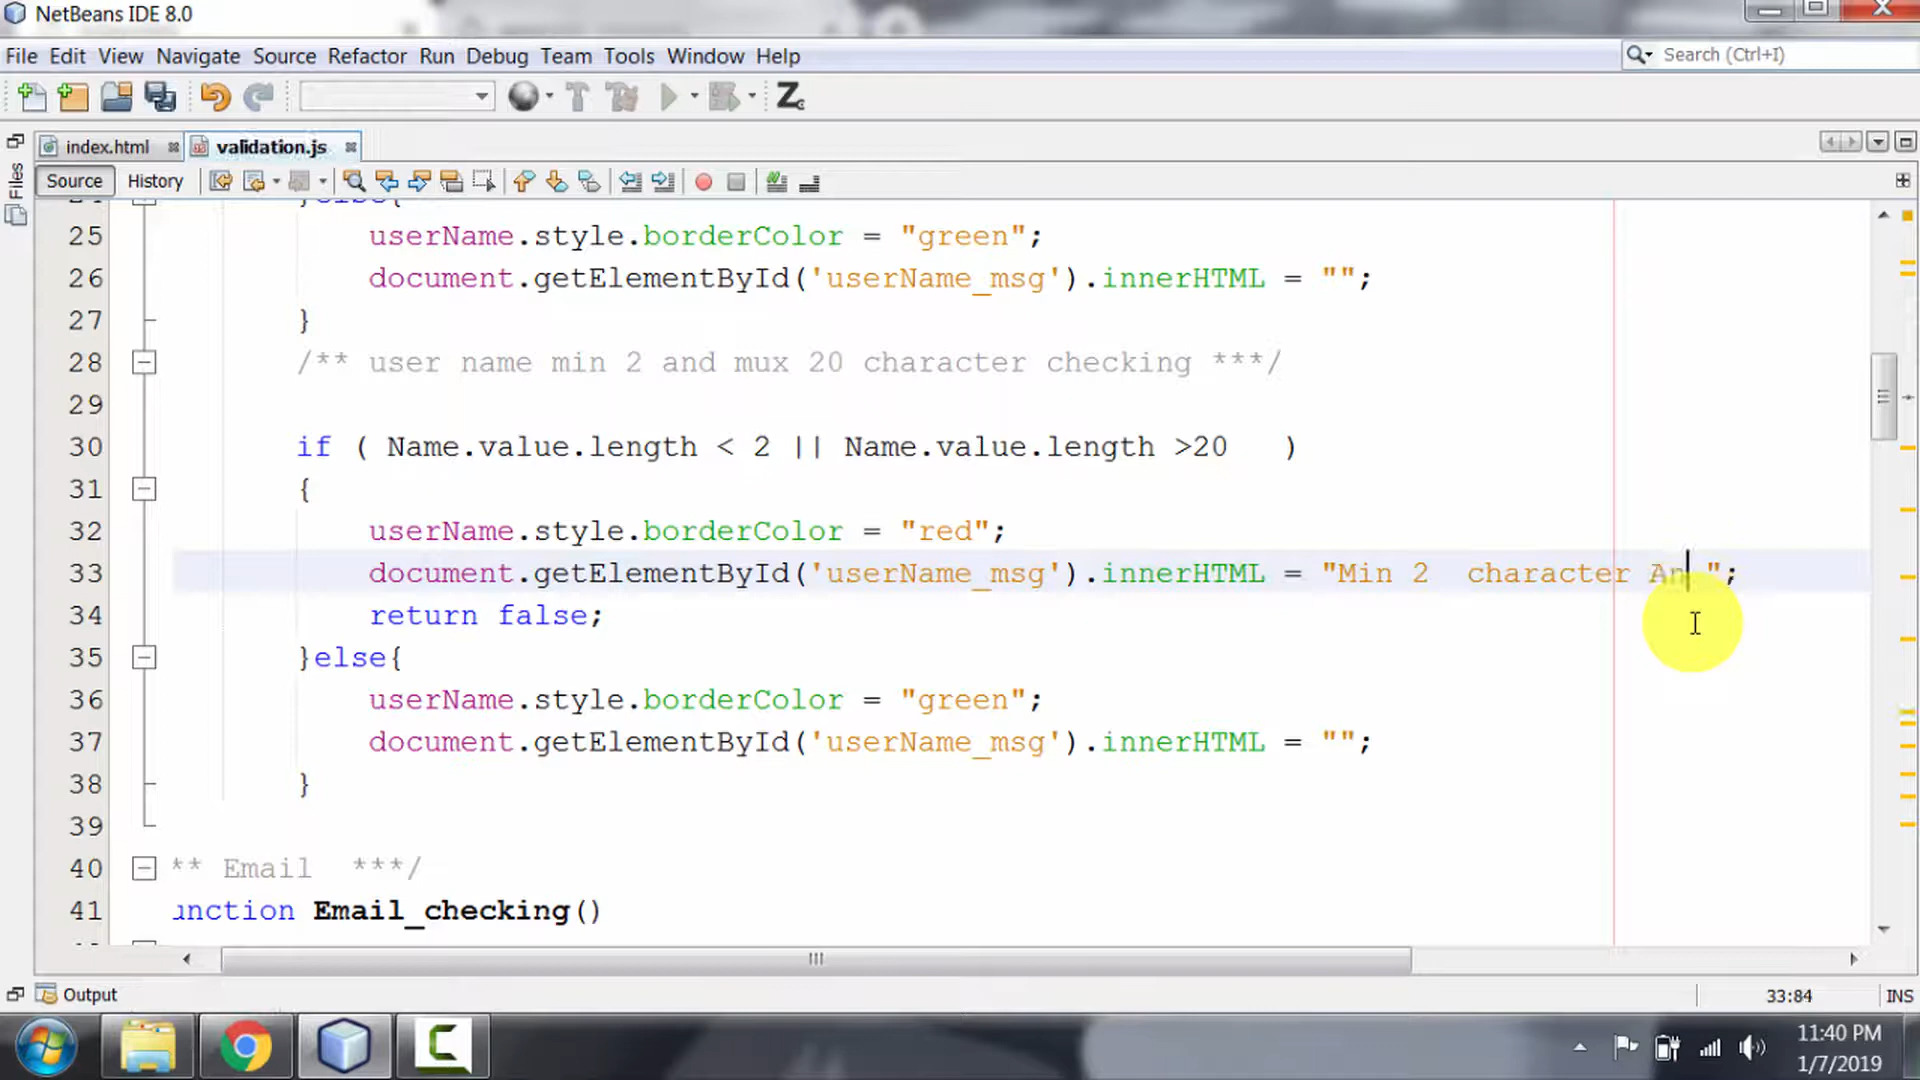 NetBeans IDE 8.0
File Edit View Navigate Source Refactor Run Debug Team Tools Window Help
Search (Ctrl+I)
index.html validation.js
Files
Source History
24 }else{
25 userName.style.borderColor = "green";
26 document.getElementById('userName_msg').innerHTML = "";
27 }
28 /** user name min 2 and mux 20 character checking ***/
29
30 if ( Name.value.length < 2 || Name.value.length >20 )
31 {
32 userName.style.borderColor = "red";
33 document.getElementById('userName_msg').innerHTML = "Min 2  character An ";
34 return false;
35 }else{
36 userName.style.borderColor = "green";
37 document.getElementById('userName_msg').innerHTML = "";
38 }
39
40 ** Email  ***/
41 unction Email_checking()
Output
33:84 INS
11:40 PM
1/7/2019